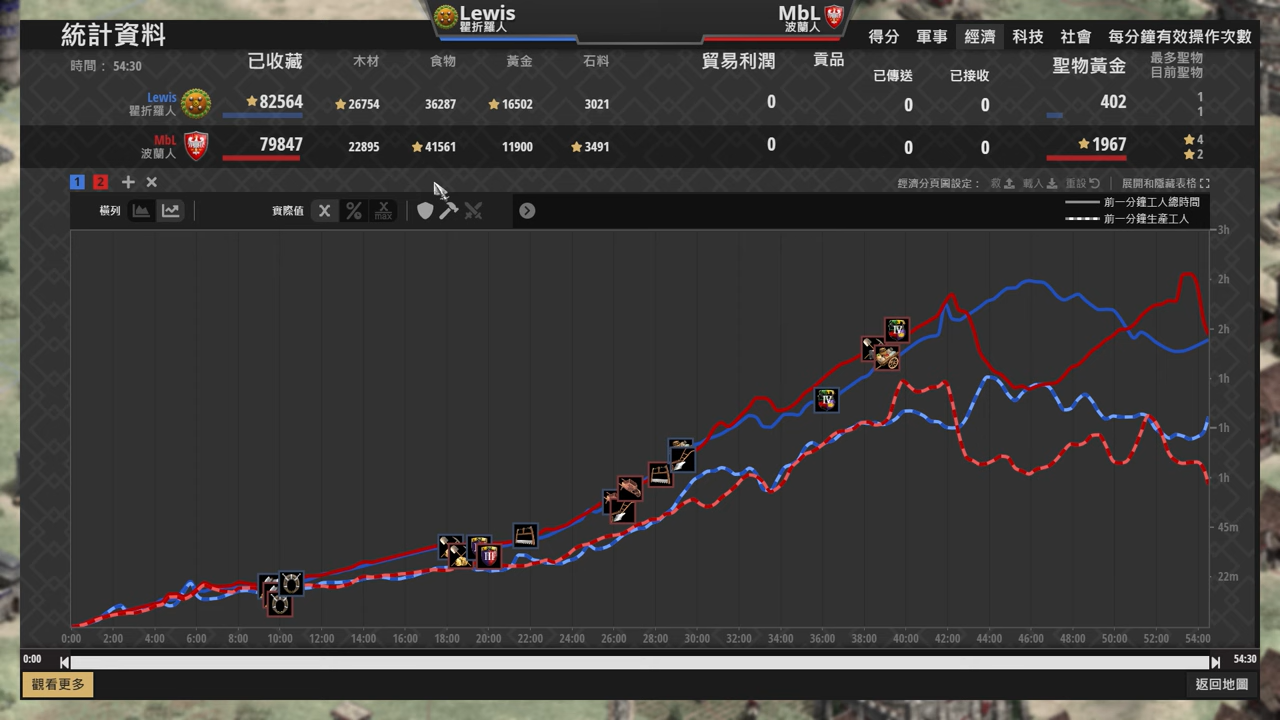 Lewis
瞿折羅人
MbL
波蘭人
統計資料
得分
軍事
經濟
科技
社會
每分鐘有效操作次數
時間： 54:30
已收藏
木材
食物
黃金
石料
貿易利潤
貢品
已傳送
已接收
聖物黃金
最多聖物
目前聖物
Lewis
瞿折羅人
82564
26754
36287
16502
3021
0
0
0
402
1
1
MbL
波蘭人
79847
22895
41561
11900
3491
0
0
0
1967
4
2
1
2
經濟分頁圖設定：
載入
重設
展開和隱藏表格
橫列
實際值
X
%
X
max
前一分鐘工人總時間
前一分鐘生產工人
3h
2h
2h
1h
1h
1h
45m
22m
IV
IV
III
0:00
2:00
4:00
6:00
8:00
10:00
12:00
14:00
16:00
18:00
20:00
22:00
24:00
26:00
28:00
30:00
32:00
34:00
36:00
38:00
40:00
42:00
44:00
46:00
48:00
50:00
52:00
54:00
0:00
54:30
觀看更多
返回地圖